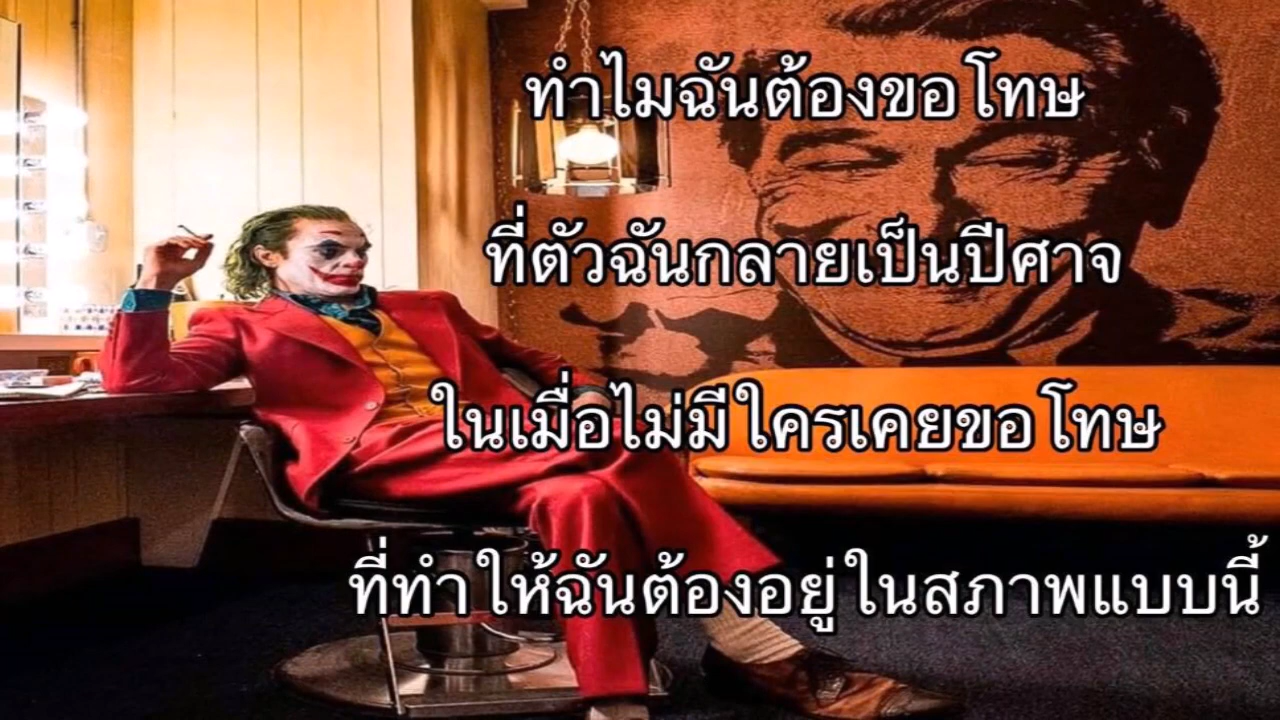 ทำไมฉันต้องขอโทษ
ที่ตัวฉันกลายเป็นปีศาจ
ในเมื่อไม่มีใครเคยขอโทษ
ที่ทำให้ฉันต้องอยู่ในสภาพแบบนี้